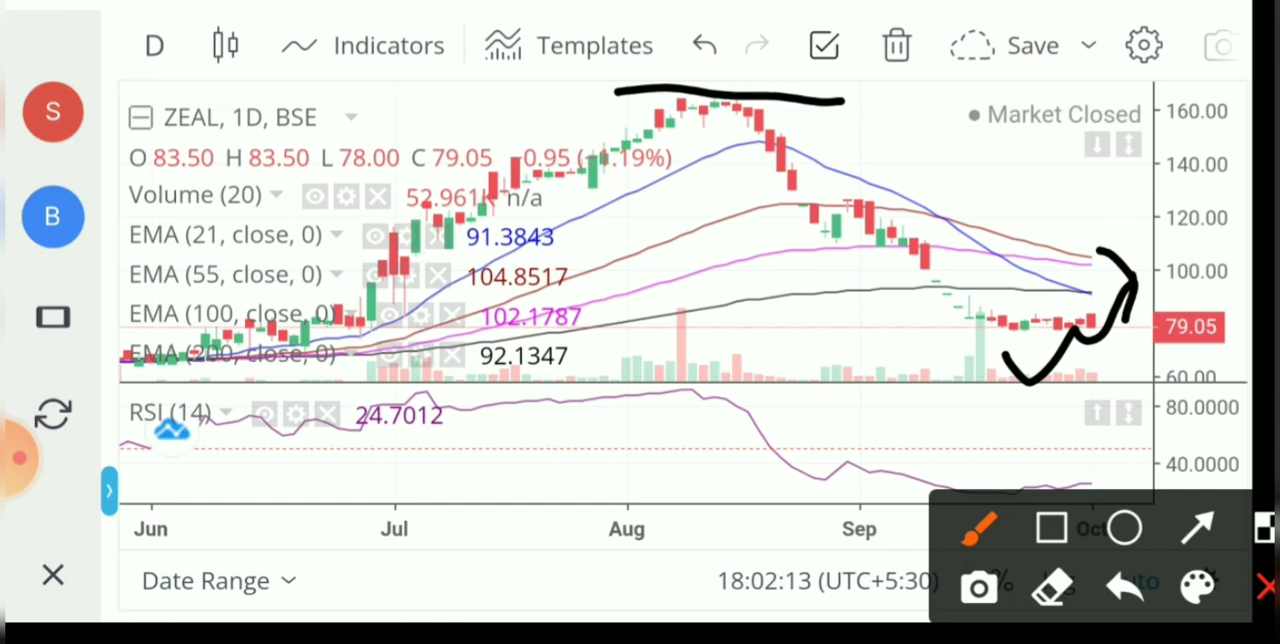 D Indicators Templates Save
S
ZEAL, 1D, BSE Market Closed 160.00
O 83.50 H 83.50 L 78.00 C 79.05 140.00
Volume (20) 52.961K n/a
B
120.00
EMA (21, close, 0) 91.3843
EMA (55, close, 0) 104.8517 100.00
EMA (100, close, 0) 102.1787
79.05
EMA (200, close, 0) 92.1347
60.00
RSI (14) 24.7012 80.0000
40.0000
Jun Jul Aug Sep Oct
Date Range 18:02:13 (UTC+5:30) %